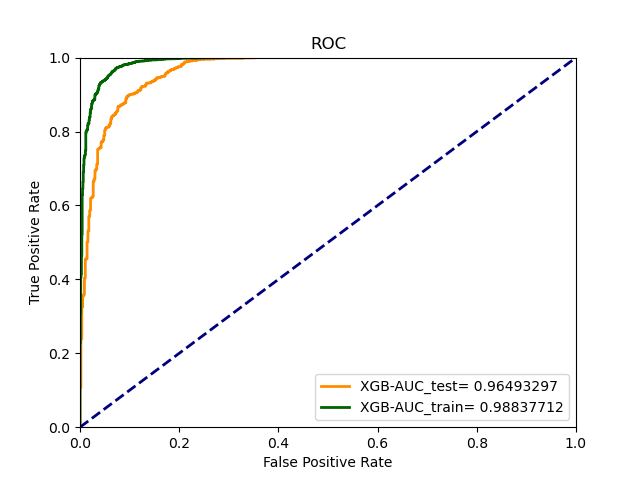 ROC
1.0
0.8
0.6
0.4
0.2
0.0
True Positive Rate
XGB-AUC_test= 0.96493297
XGB-AUC_train= 0.98837712
0.0 0.2 0.4 0.6 0.8 1.0
False Positive Rate